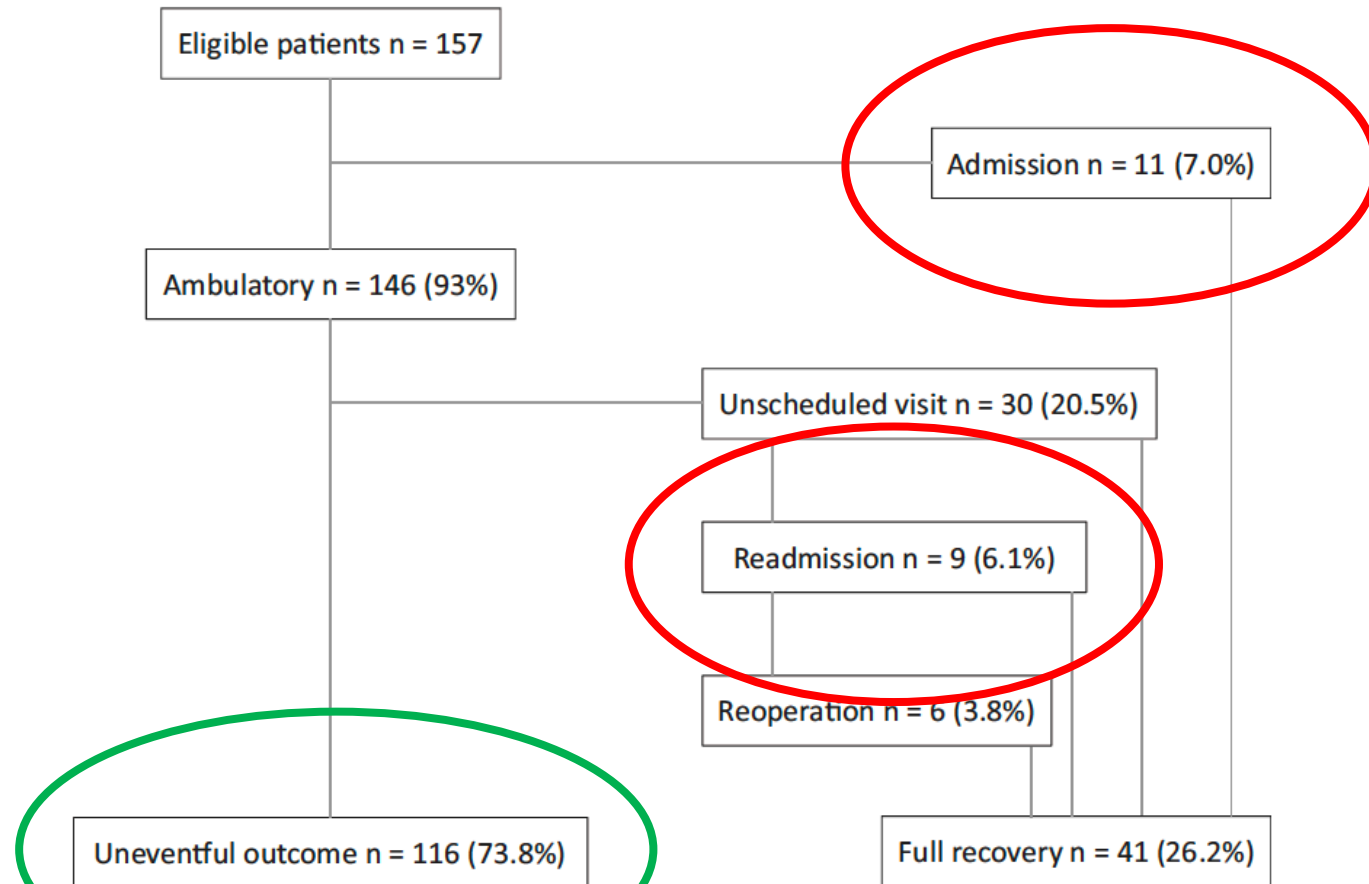 Eligible patients n = 157
Admission n = 11 (7.0%)
Ambulatory n = 146 (93%)
Unscheduled visit n = 30 (20.5%)
Readmission n = 9 (6.1%)
Reoperation n = 6 (3.8%)
Uneventful outcome n = 116 (73.8%)
Full recovery n = 41 (26.2%)